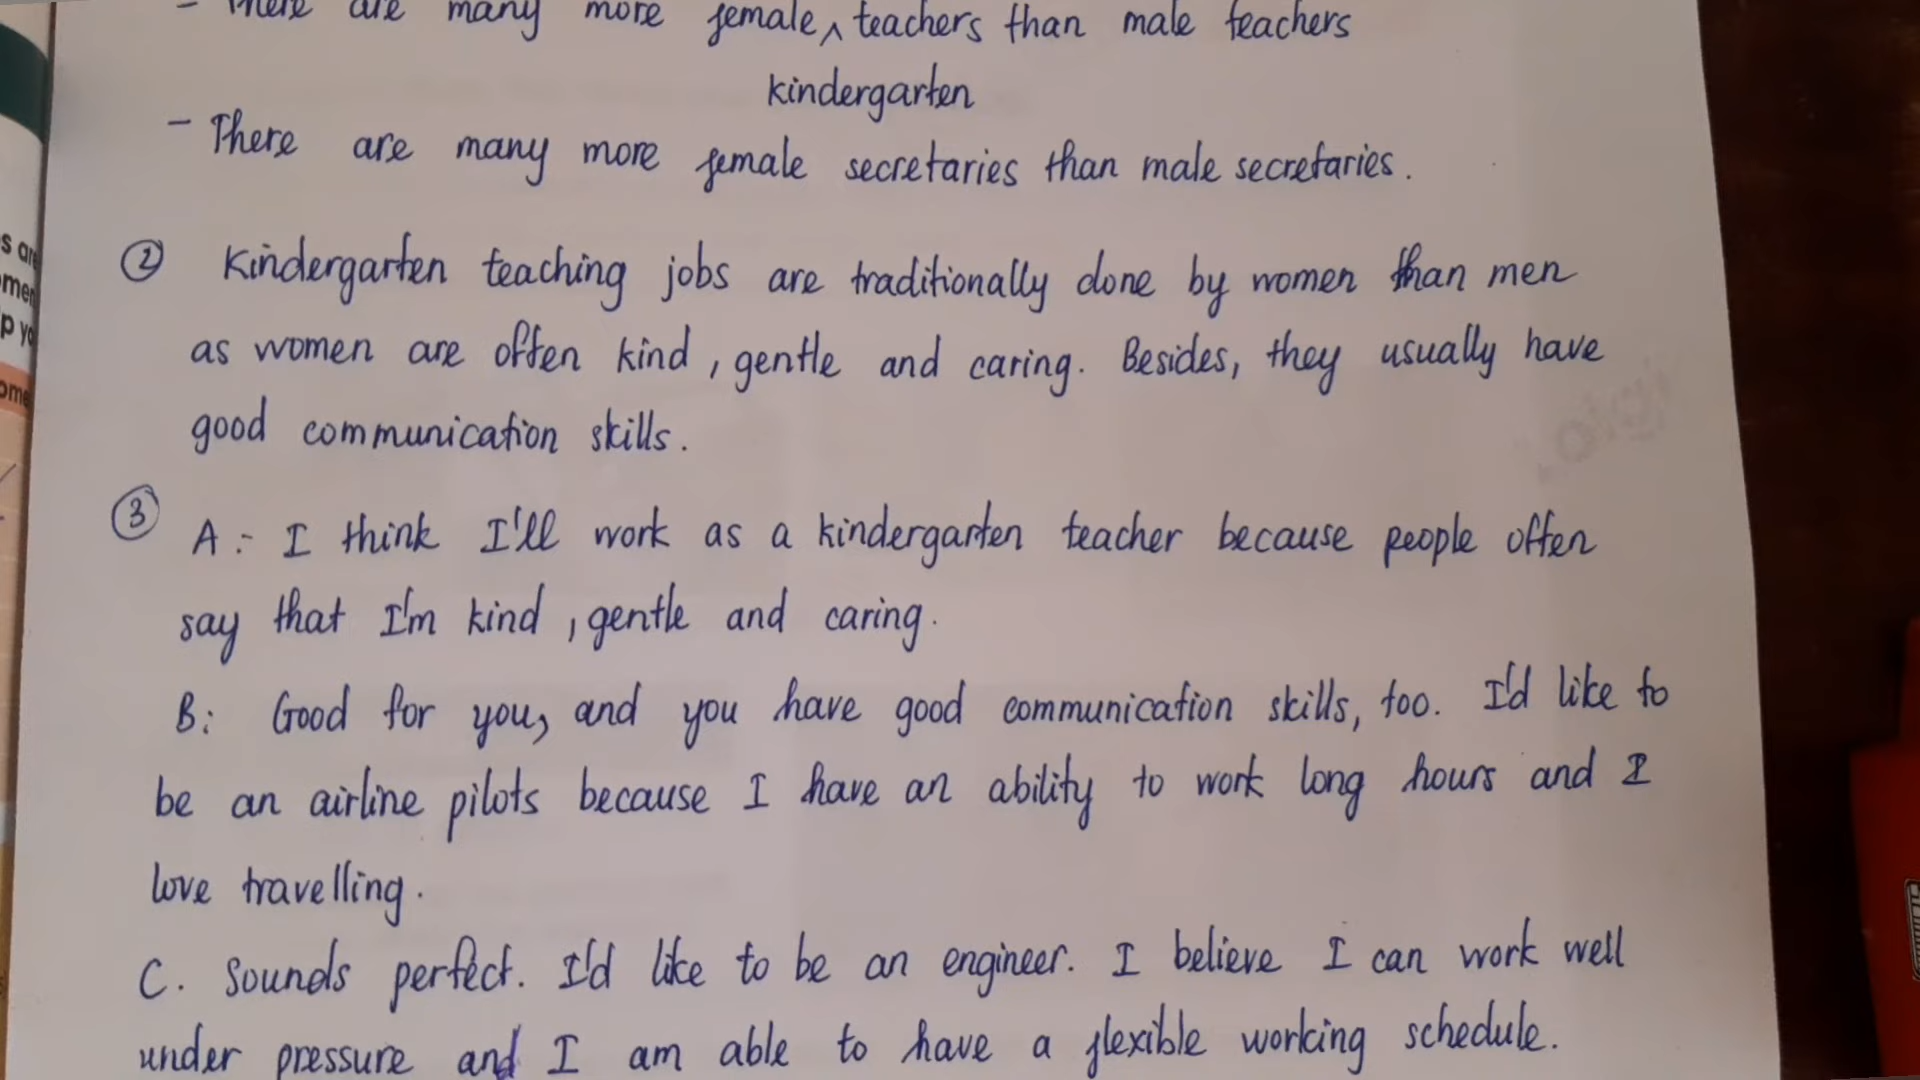 - There are many more female ^ teachers than male teachers
kindergarten
- There are many more female secretaries than male secretaries.
② Kindergarten teaching jobs are traditionally done by women than men
as women are often kind, gentle and caring. Besides, they usually have
good communication skills.
③ A:- I think I'll work as a kindergarten teacher because people often
say that I'm kind, gentle and caring.
B: Good for you, and you have good communication skills, too. I'd like to
be an airline pilots because I have an ability to work long hours and I
love travelling.
C. Sounds perfect. I'd like to be an engineer. I believe I can work well
under pressure and I am able to have a flexible working schedule.